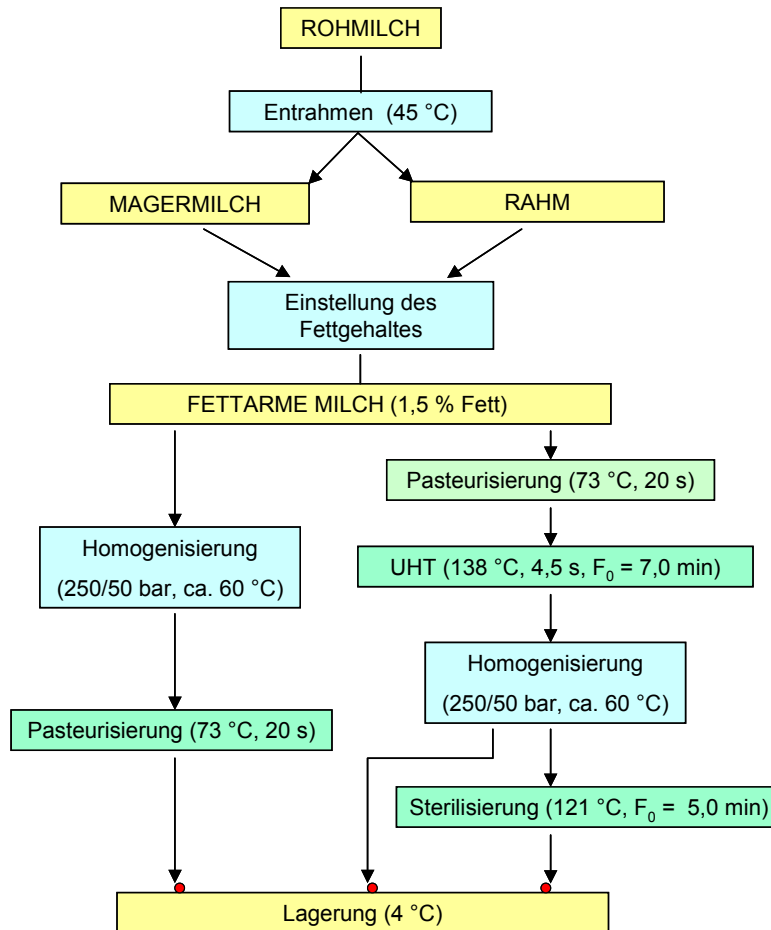 ROHMILCH
Entrahmen (45 °C)
MAGERMILCH
RAHM
Einstellung des
Fettgehaltes
FETTARME MILCH (1,5 % Fett)
Pasteurisierung (73 °C, 20 s)
Homogenisierung
(250/50 bar, ca. 60 °C)
UHT (138 °C, 4,5 s, F₀ = 7,0 min)
Homogenisierung
(250/50 bar, ca. 60 °C)
Pasteurisierung (73 °C, 20 s)
Sterilisierung (121 °C, F₀ = 5,0 min)
Lagerung (4 °C)